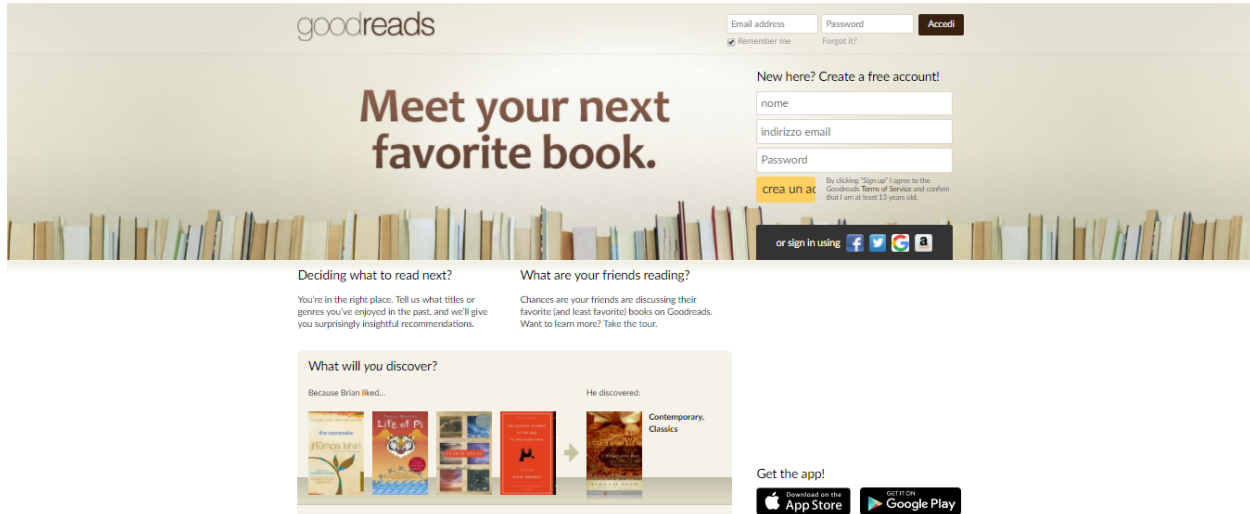 goodreads
Email address
Password
Accedi
Remember me
Forgot it?
Meet your next
favorite book.
New here? Create a free account!
nome
indirizzo email
Password
crea un ac
By clicking "Sign up" I agree to the
Goodreads Terms of Service and confirm
that I am at least 13 years old.
or sign in using
Deciding what to read next?
You're in the right place. Tell us what titles or
genres you've enjoyed in the past, and we'll give
you surprisingly insightful recommendations.
What are your friends reading?
Chances are your friends are discussing their
favorite (and least favorite) books on Goodreads.
Want to learn more? Take the tour.
What will you discover?
Because Brian liked...
He discovered:
the namesake
jhumpa lahiri
Life of Pi
Contemporary,
Classics
VIKRAM SETH
Get the app!
Download on the
App Store
GET IT ON
Google Play